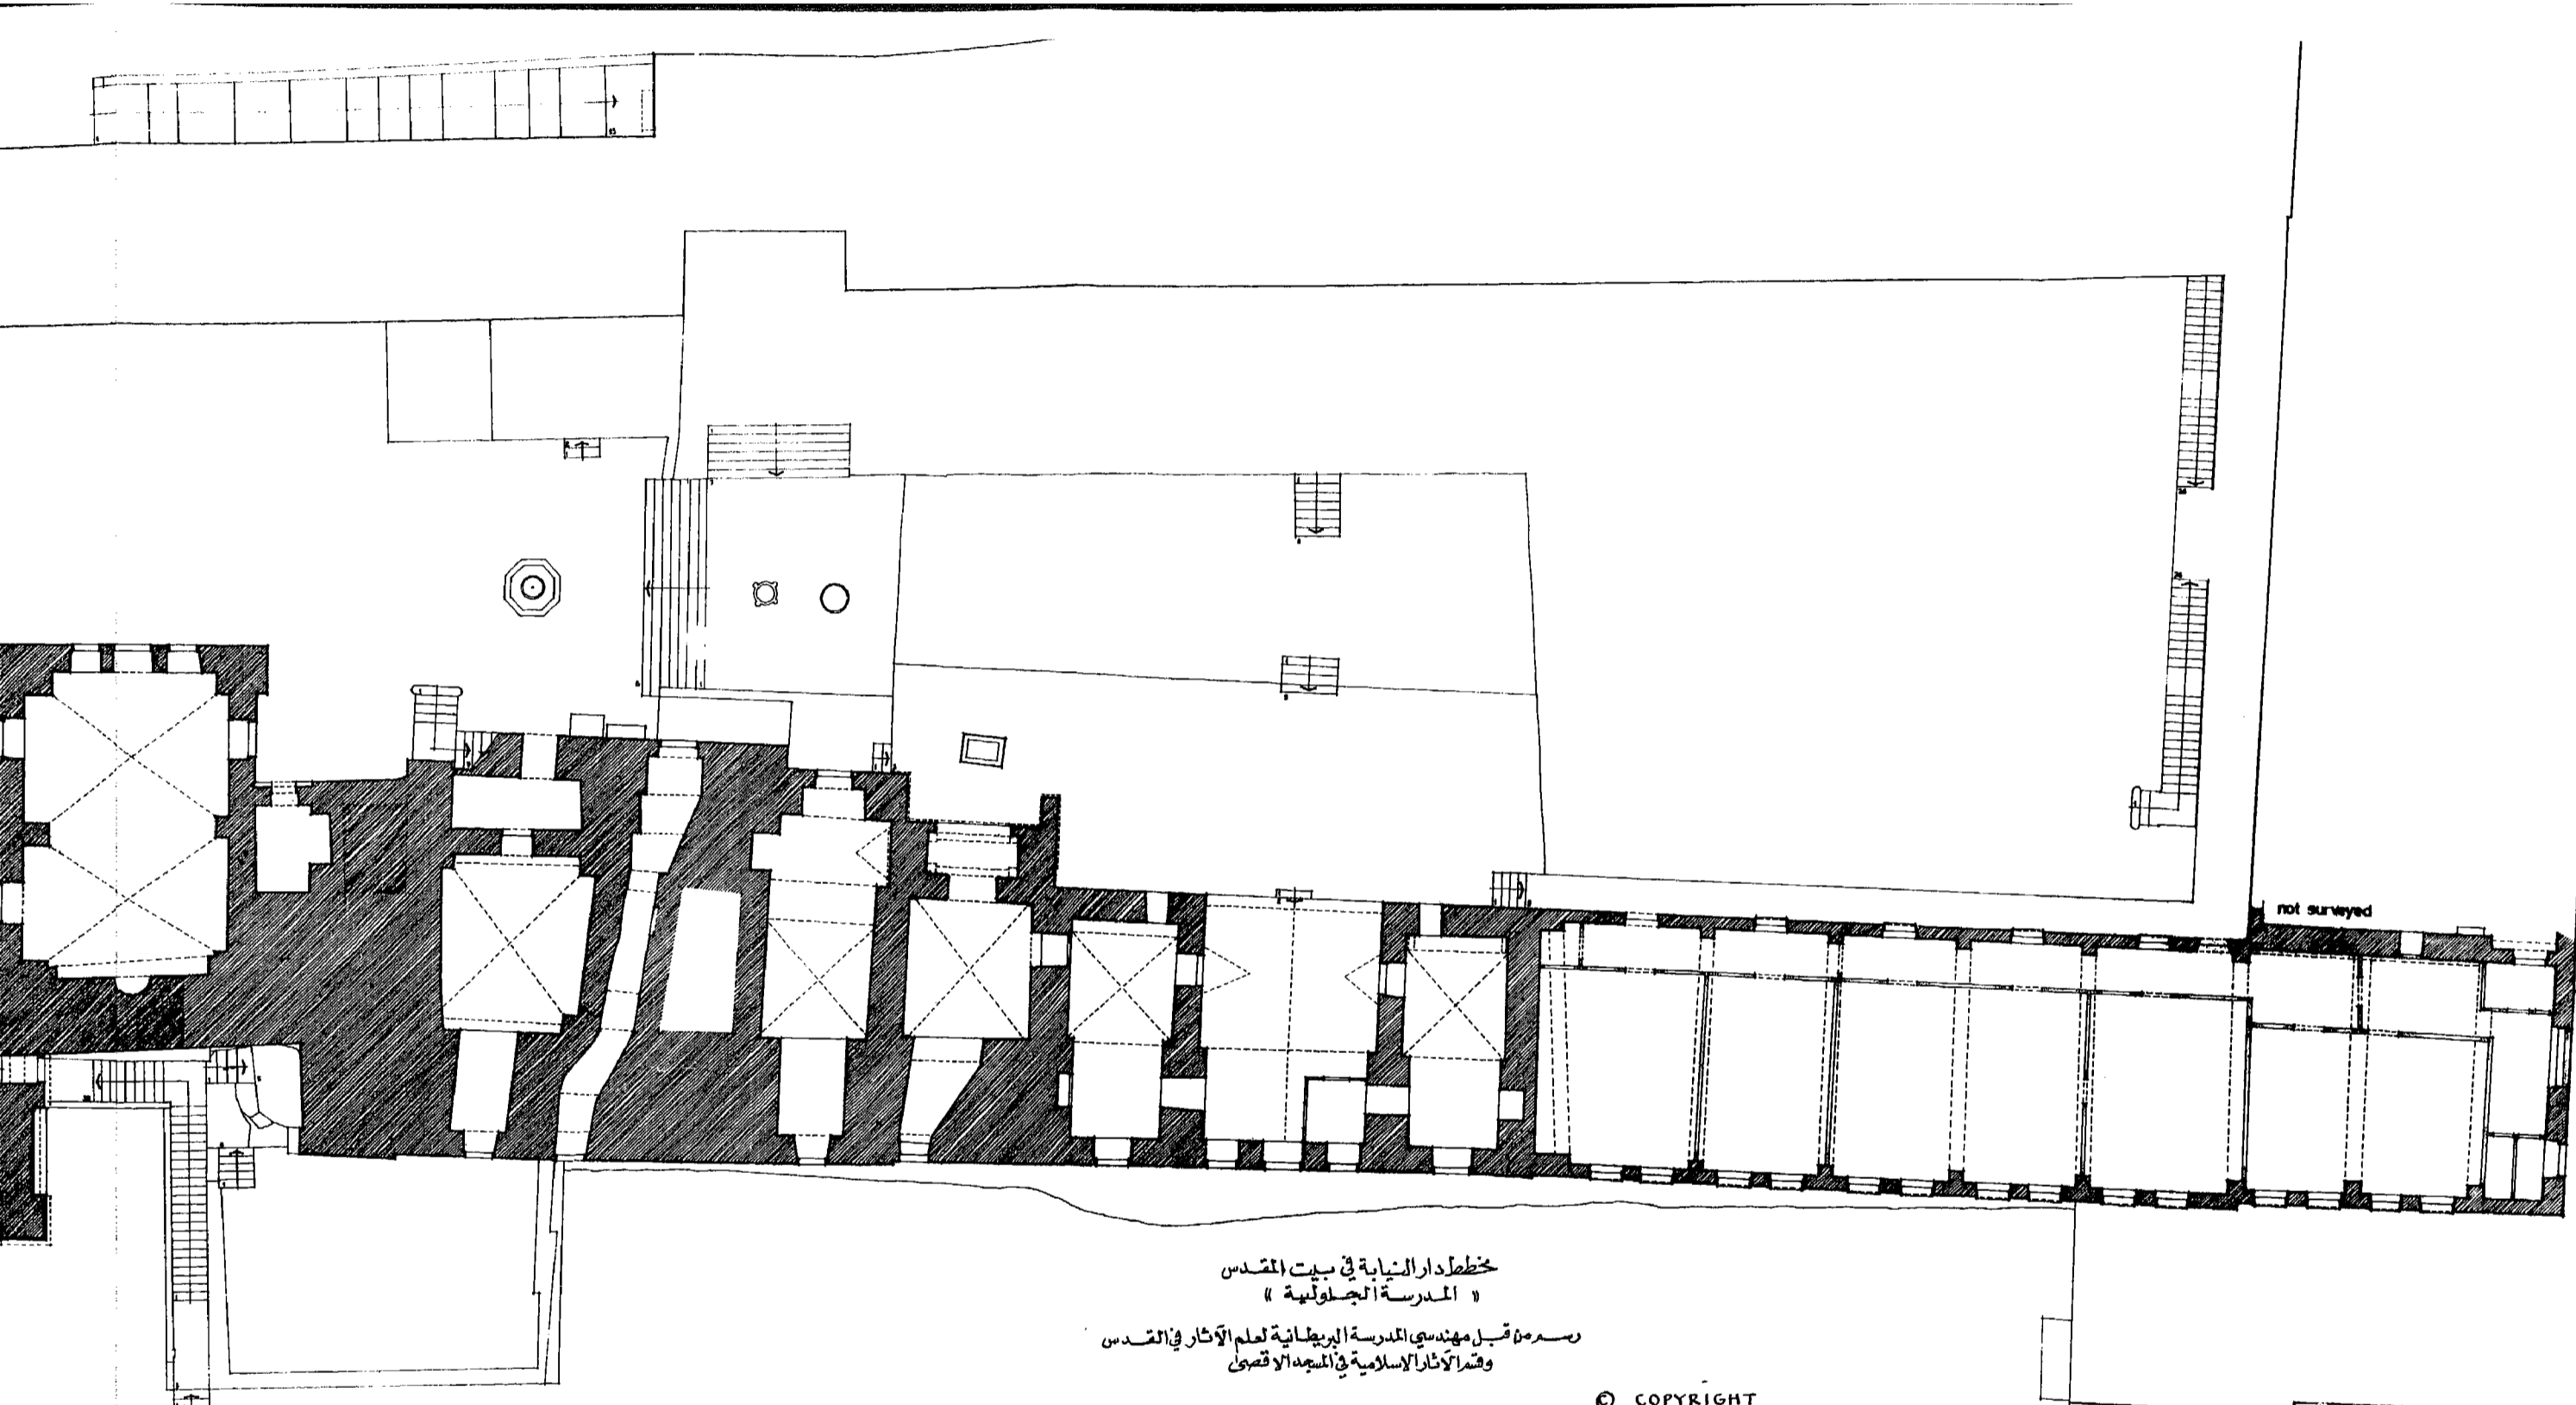 not surveyed
مخطط دار النيابة في بيت المقدس
« المدرسة الجاولية »
رسم من قبل مهندسي المدرسة البريطانية لعلم الآثار في القدس
وقسم الآثار الاسلامية في المسجد الاقصى
© COPYRIGHT